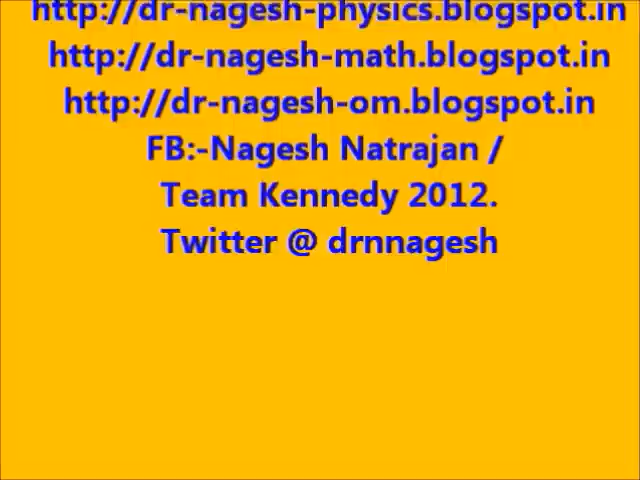 http://dr-nagesh-physics.blogspot.in
http://dr-nagesh-math.blogspot.in
http://dr-nagesh-om.blogspot.in
FB:-Nagesh Natrajan /
Team Kennedy 2012.
Twitter @ drnnagesh